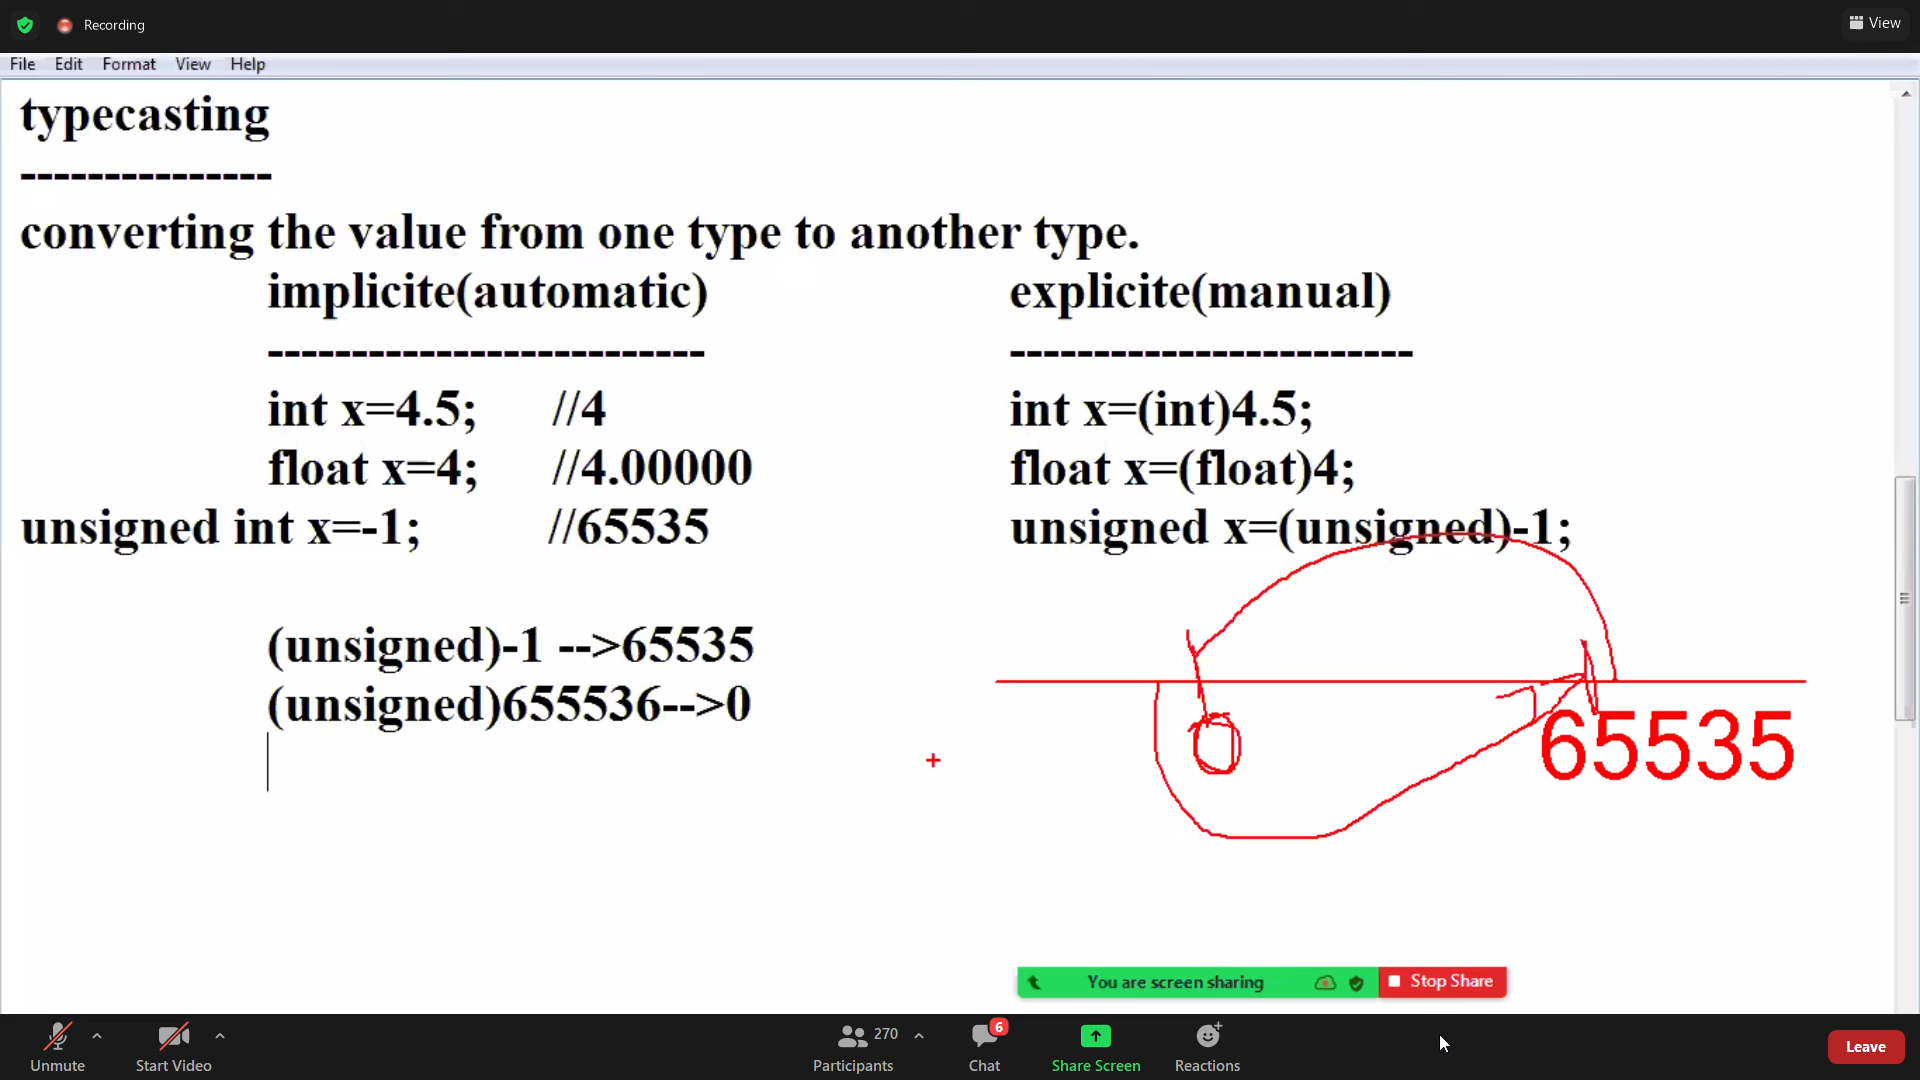 Recording
View
File Edit Format View Help
typecasting
---------------
converting the value from one type to another type.
implicite(automatic) explicite(manual)
-------------------------- ------------------------
int x=4.5; //4 int x=(int)4.5;
float x=4; //4.00000 float x=(float)4;
unsigned int x=-1; //65535 unsigned x=(unsigned)-1;
(unsigned)-1 -->65535
(unsigned)655536-->0
0 65535
You are screen sharing Stop Share
270 6
Unmute Start Video Participants Chat Share Screen Reactions Leave